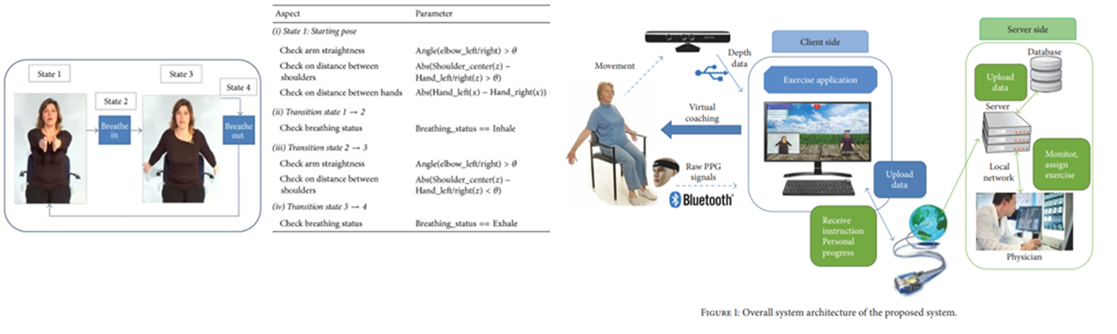 State 1
State 2
Breathe
in
State 3
State 4
Breathe
out
Aspect Parameter
(i) State 1: Starting pose
Check arm straightness Angle(elbow_left/right) > θ
Check on distance between
shoulders
Abs(Shoulder_center(z) −
Hand_left/right(z) > θ)
Check on distance between hands Abs(Hand_left(x) − Hand_right(x))
(ii) Transition state 1 → 2
Check breathing status Breathing_status == Inhale
(iii) Transition state 2 → 3
Check arm straightness Angle(elbow_left/right) > θ
Check on distance between
shoulders
Abs(Shoulder_center(z) −
Hand_left/right(z) < θ)
(iv) Transition state 3 → 4
Check breathing status Breathing_status == Exhale
Movement
Depth
data
Virtual
coaching
Raw PPG
signals
Bluetooth®
Client side
Exercise application
Upload
data
Receive
instruction
Personal
progress
Server side
Database
Upload
data
Server
Local
network
Monitor,
assign
exercise
Physician
FIGURE 1: Overall system architecture of the proposed system.